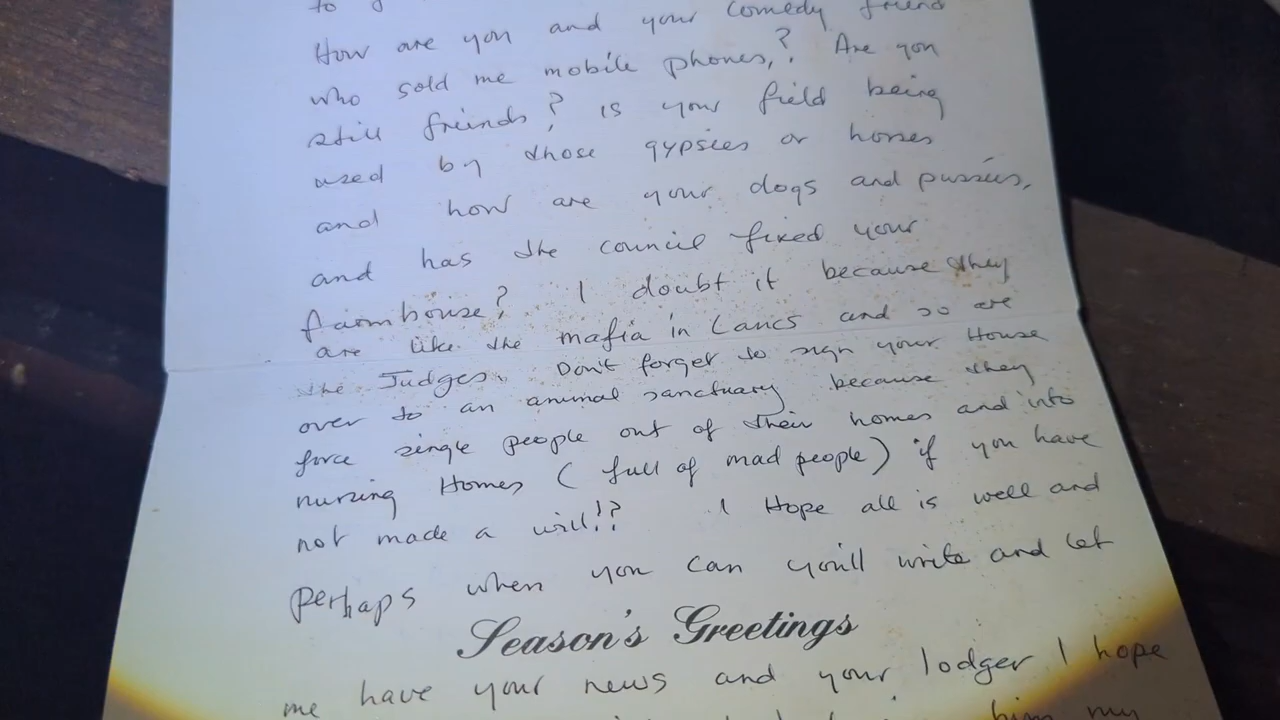 to
How are you and your comedy friend
who sold me mobile phones,? Are you
still freinds? Is your field being
used by those gypsies or horses
and how are your dogs and pussies,
and has the council fixed your
farmhouse? I doubt it because they
are like the mafia in Lancs and so are
the Judges. Don't forget to sign your House
over to an animal sanctuary because they
force single people out of their homes and into
nursing Homes (full of mad people) if you have
not made a will!? I Hope all is well and
perhaps when you can you'll write and let
Season's Greetings
me have your news and your lodger I hope
him my